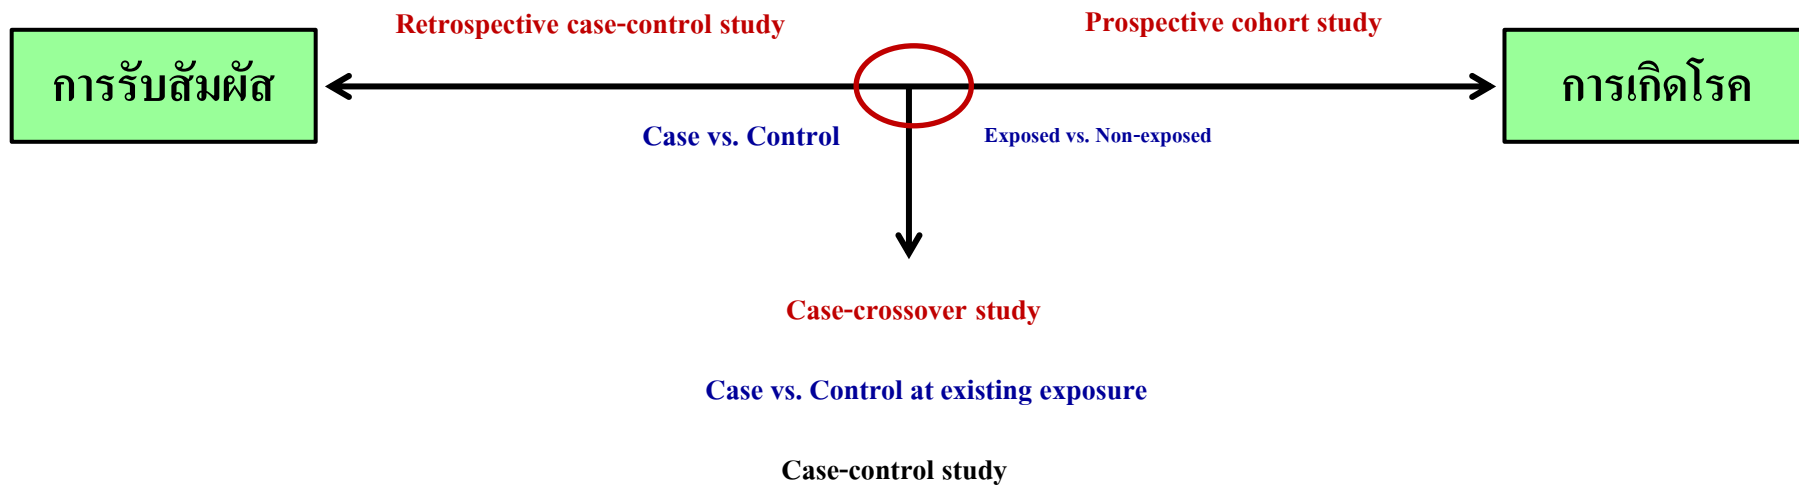 Retrospective case-control study
Prospective cohort study
การรับสัมผัส
การเกิดโรค
Case vs. Control
Exposed vs. Non-exposed
Case-crossover study
Case vs. Control at existing exposure
Case-control study